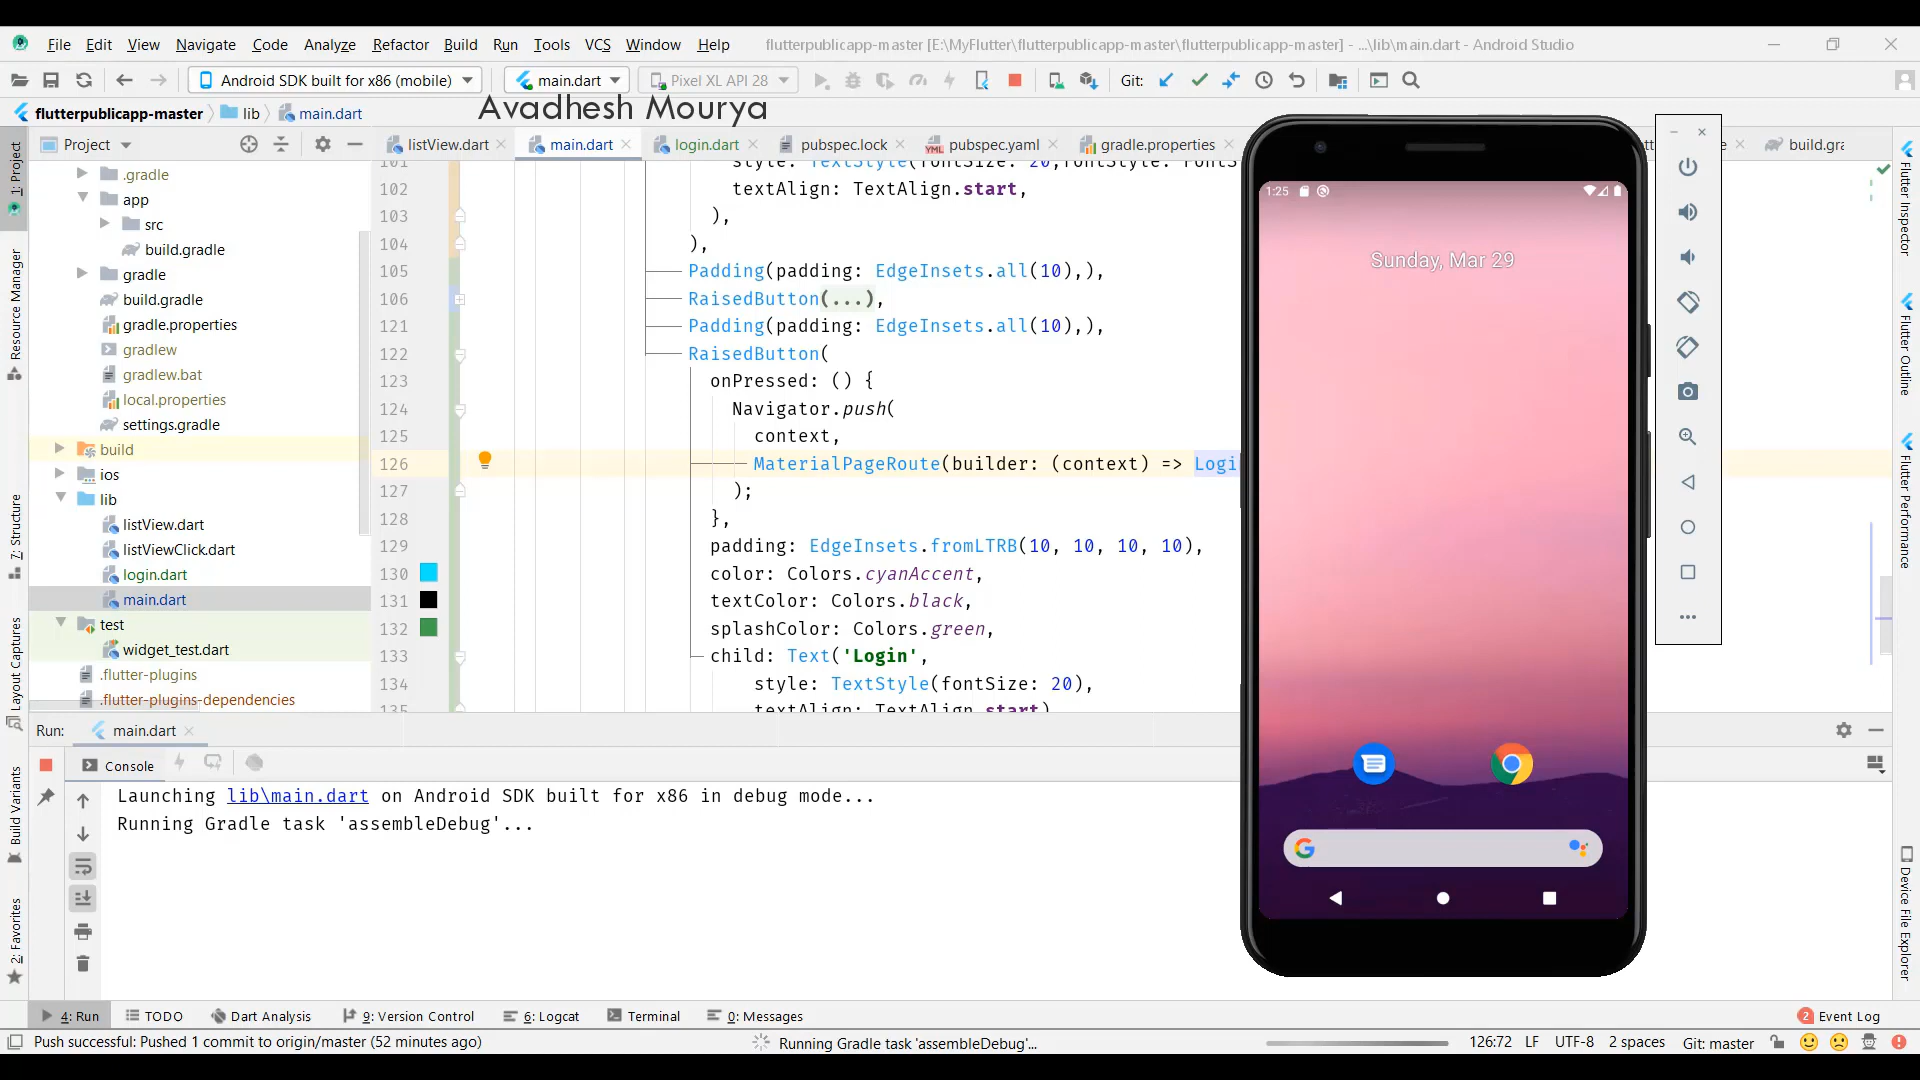 File Edit View Navigate Code Analyze Refactor Build Run Tools VCS Window Help flutterpublicapp-master [E:\MyFlutter\flutterpublicapp-master\flutterpublicapp-master] - ...\lib\main.dart - Android Studio
Android SDK built for x86 (mobile) main.dart Pixel XL API 28 Git:
Avadhesh Mourya
flutterpublicapp-master lib main.dart
Project listView.dart main.dart login.dart pubspec.lock pubspec.yaml gradle.properties build.gra
1: Project
Resource Manager
7: Structure
Layout Captures
Build Variants
2: Favorites
.gradle
app
src
build.gradle
gradle
build.gradle
gradle.properties
gradlew
gradlew.bat
local.properties
settings.gradle
build
ios
lib
listView.dart
listViewClick.dart
login.dart
main.dart
test
widget_test.dart
.flutter-plugins
.flutter-plugins-dependencies
101 style: TextStyle(fontSize: 20,fontStyle: FontS
102 textAlign: TextAlign.start,
103 ),
104 ),
105 Padding(padding: EdgeInsets.all(10),),
106 RaisedButton(...),
121 Padding(padding: EdgeInsets.all(10),),
122 RaisedButton(
123 onPressed: () {
124 Navigator.push(
125 context,
126 MaterialPageRoute(builder: (context) => Logi
127 );
128 },
129 padding: EdgeInsets.fromLTRB(10, 10, 10, 10),
130 color: Colors.cyanAccent,
131 textColor: Colors.black,
132 splashColor: Colors.green,
133 child: Text('Login',
134 style: TextStyle(fontSize: 20),
135 textAlign: TextAlign.start)
1:25
Sunday, Mar 29
Flutter Inspector
Flutter Outline
Flutter Performance
Device File Explorer
Run: main.dart
Console
Launching lib\main.dart on Android SDK built for x86 in debug mode...
Running Gradle task 'assembleDebug'...
4: Run TODO Dart Analysis 9: Version Control 6: Logcat Terminal 0: Messages 2 Event Log
Push successful: Pushed 1 commit to origin/master (52 minutes ago) Running Gradle task 'assembleDebug'... 126:72 LF UTF-8 2 spaces Git: master